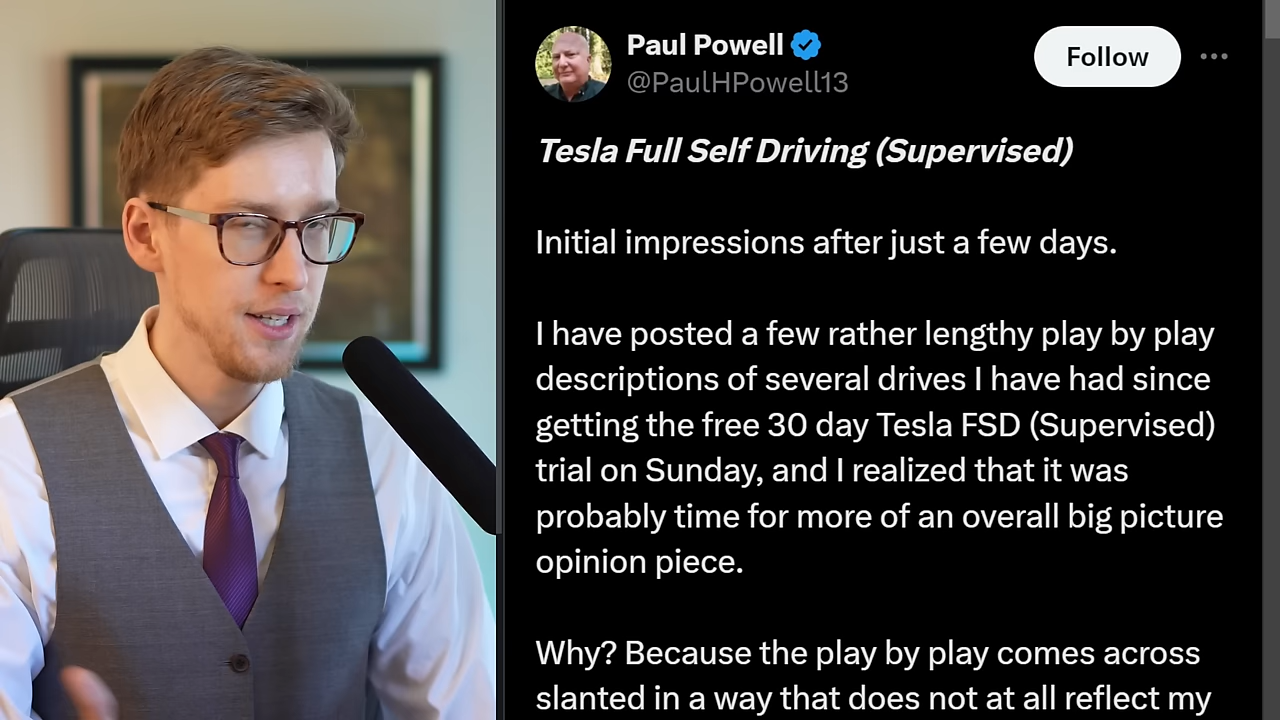 Paul Powell
@PaulHPowell13
Follow
Tesla Full Self Driving (Supervised)
Initial impressions after just a few days.
I have posted a few rather lengthy play by play
descriptions of several drives I have had since
getting the free 30 day Tesla FSD (Supervised)
trial on Sunday, and I realized that it was
probably time for more of an overall big picture
opinion piece.
Why? Because the play by play comes across
slanted in a way that does not at all reflect my